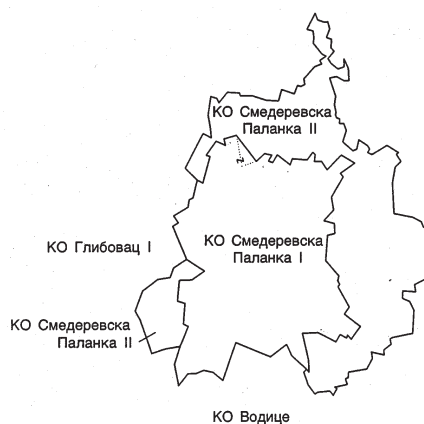 КО Смедеревска
Паланка II
КО Глибовац I
КО Смедеревска
Паланка I
КО Смедеревска
Паланка II
КО Водице